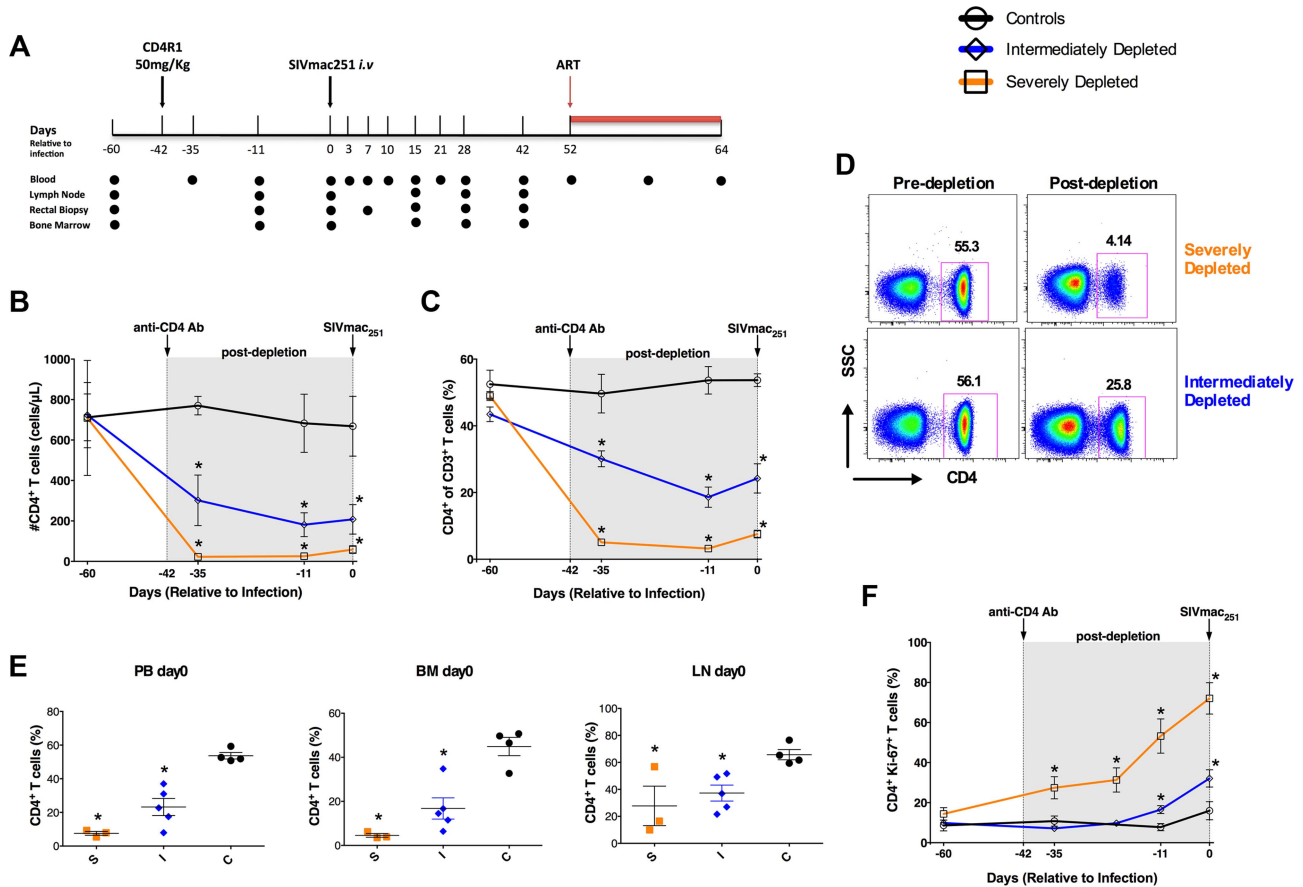 Controls
Intermediately Depleted
Severely Depleted
A
CD4R1
50mg/Kg
SIVmac251 i.v
ART
Days
Relative to
infection
-60 -42 -35 -11 0 3 7 10 15 21 28 42 52 64
Blood
Lymph Node
Rectal Biopsy
Bone Marrow
B
anti-CD4 Ab
SIVmac251
post-depletion
#CD4+ T cells (cells/µL)
1000
800
600
400
200
0
* * * * * *
-60 -42 -35 -11 0
Days (Relative to Infection)
C
anti-CD4 Ab
SIVmac251
post-depletion
CD4+ of CD3+ T cells (%)
60
40
20
0
* * * * * *
-60 -42 -35 -11 0
Days (Relative to Infection)
D
Pre-depletion Post-depletion
55.3 4.14
Severely
Depleted
56.1 25.8
Intermediately
Depleted
SSC
CD4
E
PB day0
CD4+ T cells (%)
80
60
40
20
0
* *
S I C
BM day0
CD4+ T cells (%)
60
40
20
0
* *
S I C
LN day0
CD4+ T cells (%)
100
80
60
40
20
0
* *
S I C
F
anti-CD4 Ab
SIVmac251
post-depletion
CD4+ Ki-67+ T cells (%)
100
80
60
40
20
0
* * * * * *
-60 -42 -35 -11 0
Days (Relative to Infection)